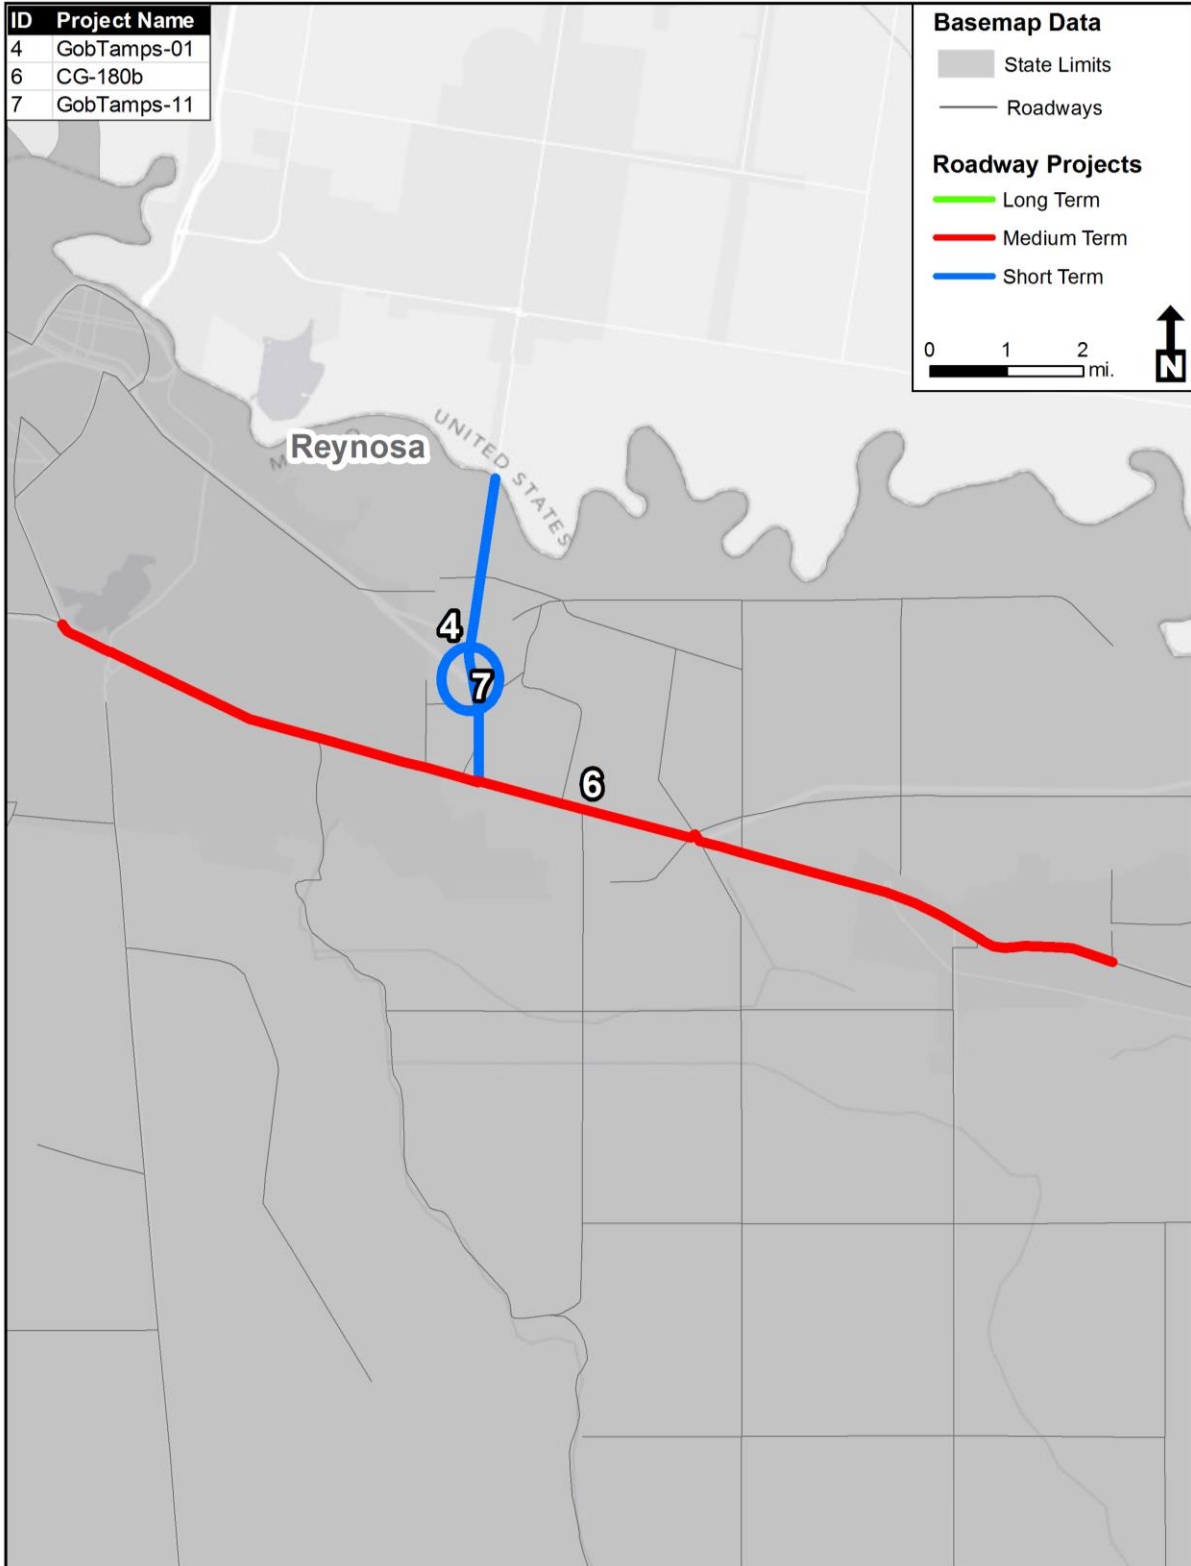 ID Project Name
4 GobTamps-01
6 CG-180b
7 GobTamps-11
Basemap Data
State Limits
Roadways
Roadway Projects
Long Term
Medium Term
Short Term
0 1 2
mi.
N
UNITED STATES
Reynosa
4
7
6